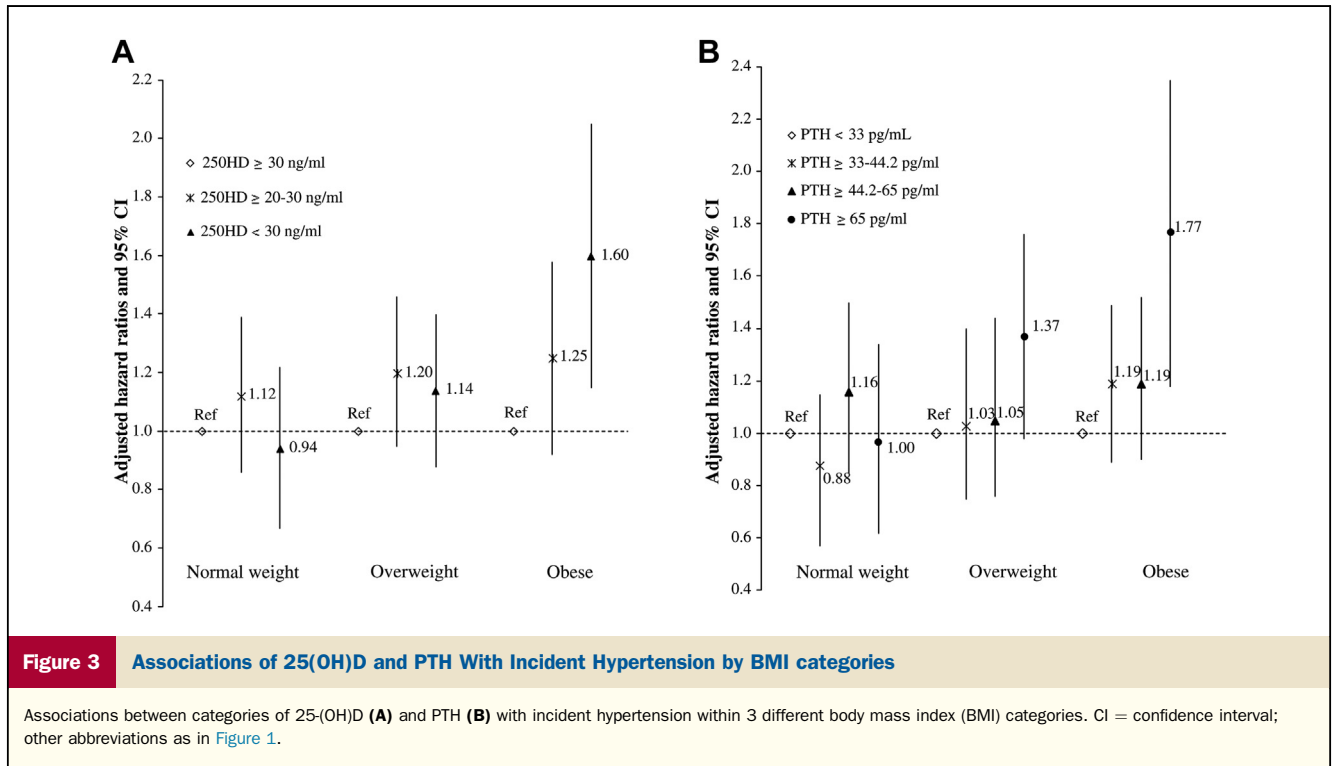 A
Adjusted hazard ratios and 95% CI
2.2
2.0
1.8
1.6
1.4
1.2
1.0
0.8
0.6
0.4
250HD ≥ 30 ng/ml
250HD ≥ 20-30 ng/ml
250HD < 30 ng/ml
Ref
1.12
0.94
Ref
1.20
1.14
Ref
1.25
1.60
Normal weight
Overweight
Obese
B
Adjusted hazard ratios and 95% CI
2.4
2.2
2.0
1.8
1.6
1.4
1.2
1.0
0.8
0.6
0.4
PTH < 33 pg/mL
PTH ≥ 33-44.2 pg/ml
PTH ≥ 44.2-65 pg/ml
PTH ≥ 65 pg/ml
Ref
0.88
1.16
1.00
Ref
1.03
1.05
1.37
Ref
1.19
1.19
1.77
Normal weight
Overweight
Obese
Figure 3
Associations of 25(OH)D and PTH With Incident Hypertension by BMI categories
Associations between categories of 25-(OH)D (A) and PTH (B) with incident hypertension within 3 different body mass index (BMI) categories. CI = confidence interval;
other abbreviations as in Figure 1.